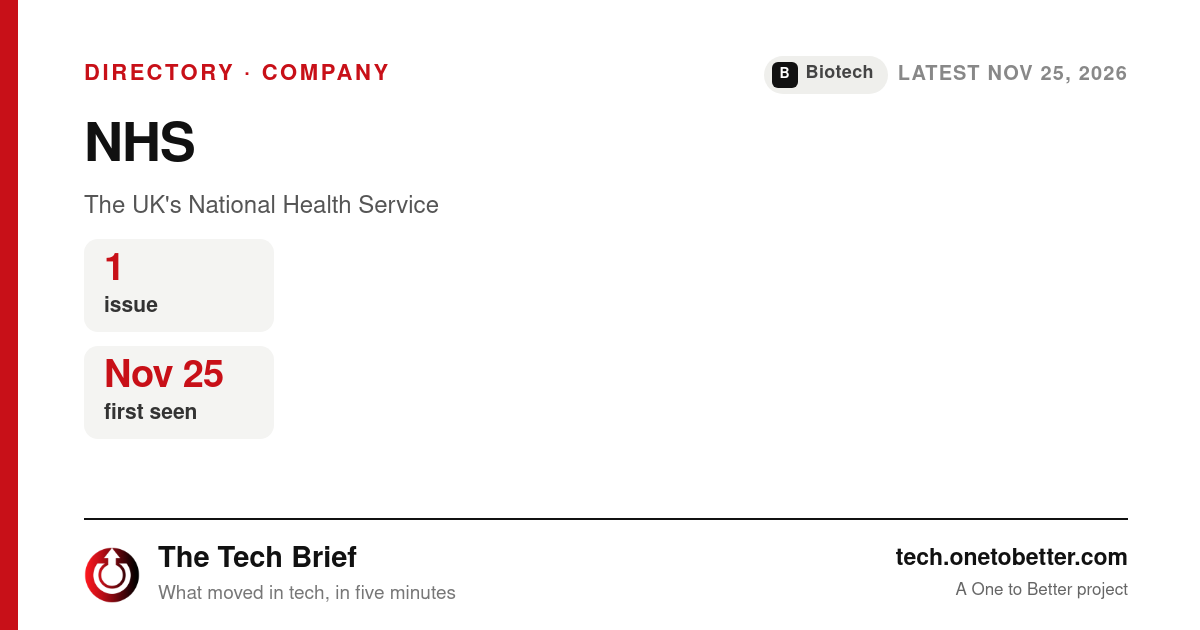 DIRECTORY · COMPANY
B Biotech LATEST NOV 25, 2026
NHS
The UK's National Health Service
1
issue
Nov 25
first seen
The Tech Brief
What moved in tech, in five minutes
tech.onetobetter.com
A One to Better project